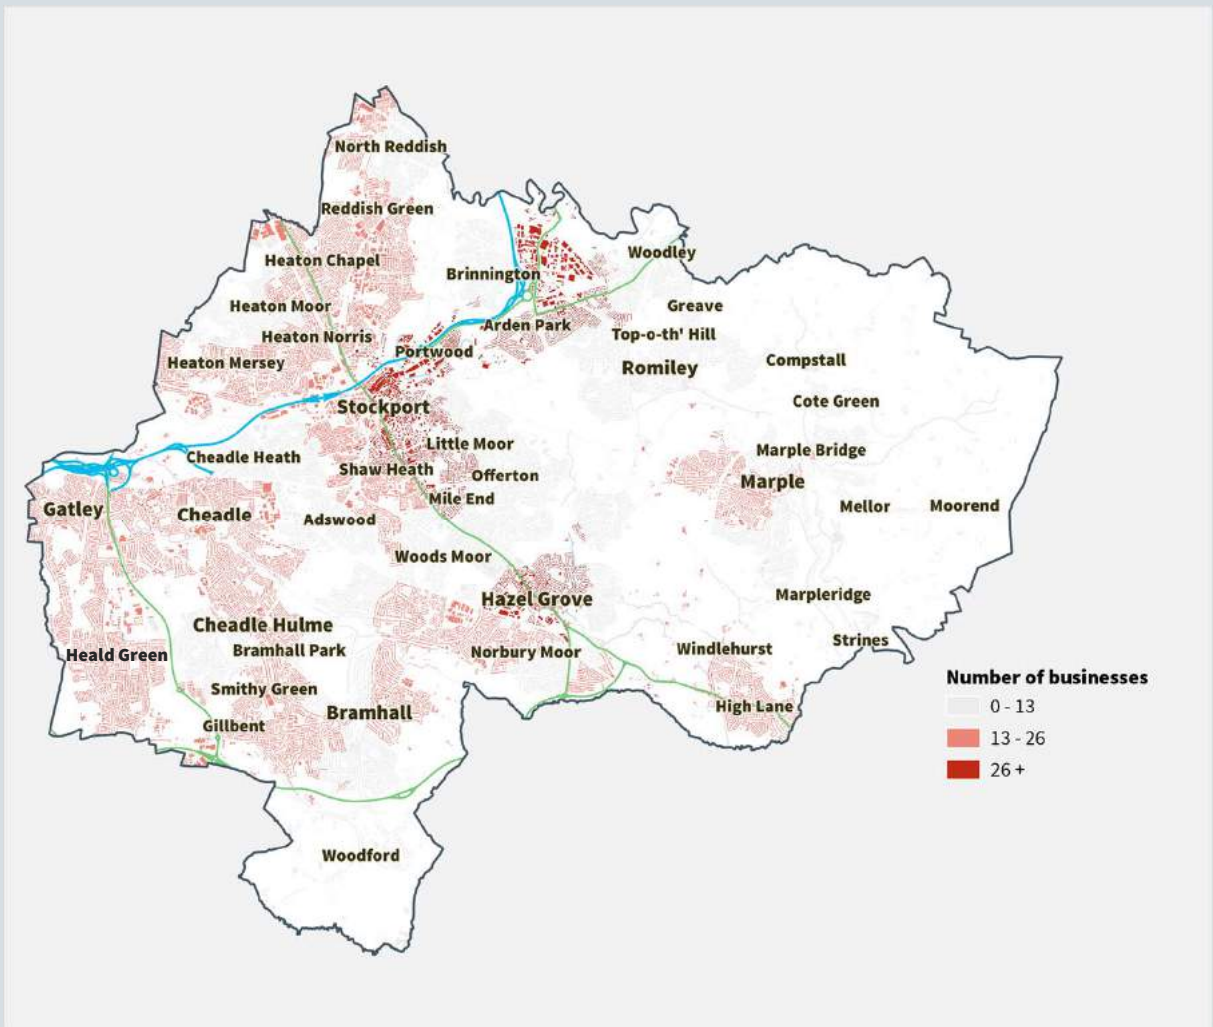 North Reddish
Reddish Green
Woodley
Heaton Chapel
Brinnington
Heaton Moor
Greave
Arden Park
Top-o-th' Hill
Heaton Norris
Portwood
Heaton Mersey
Compstall
Romiley
Cote Green
Stockport
Little Moor
Marple Bridge
Cheadle Heath
Shaw Heath
Offerton
Marple
Mile End
Gatley
Cheadle
Adswood
Mellor
Moorend
Woods Moor
Hazel Grove
Marpleridge
Cheadle Hulme
Strines
Bramhall Park
Norbury Moor
Windlehurst
Heald Green
Smithy Green
Bramhall
High Lane
Gillbent
Woodford
Number of businesses
0 - 13
13 - 26
26 +